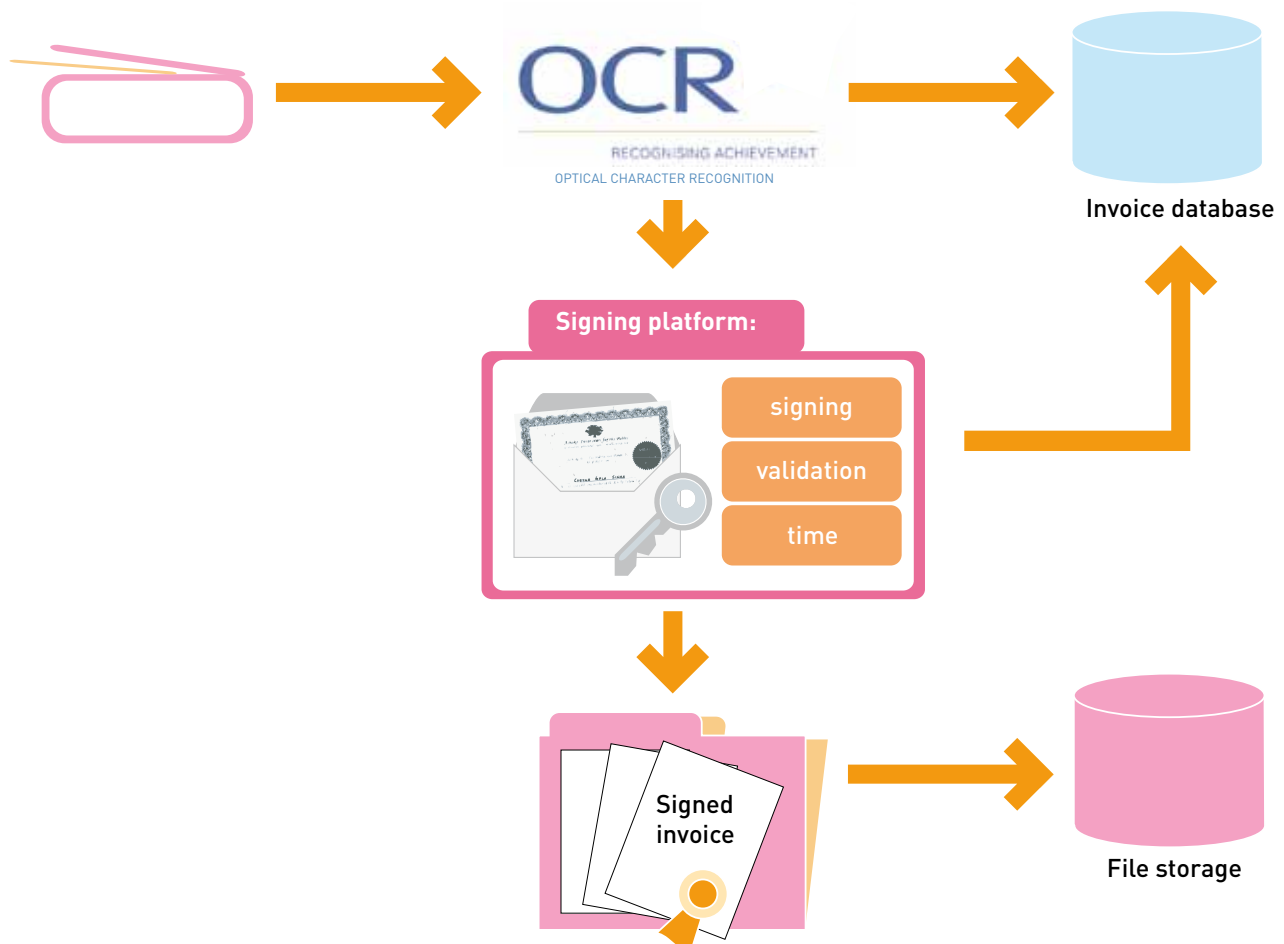 OCR
RECOGNISING ACHIEVEMENT
OPTICAL CHARACTER RECOGNITION
Invoice database
Signing platform:
signing
validation
time
Signed
invoice
File storage